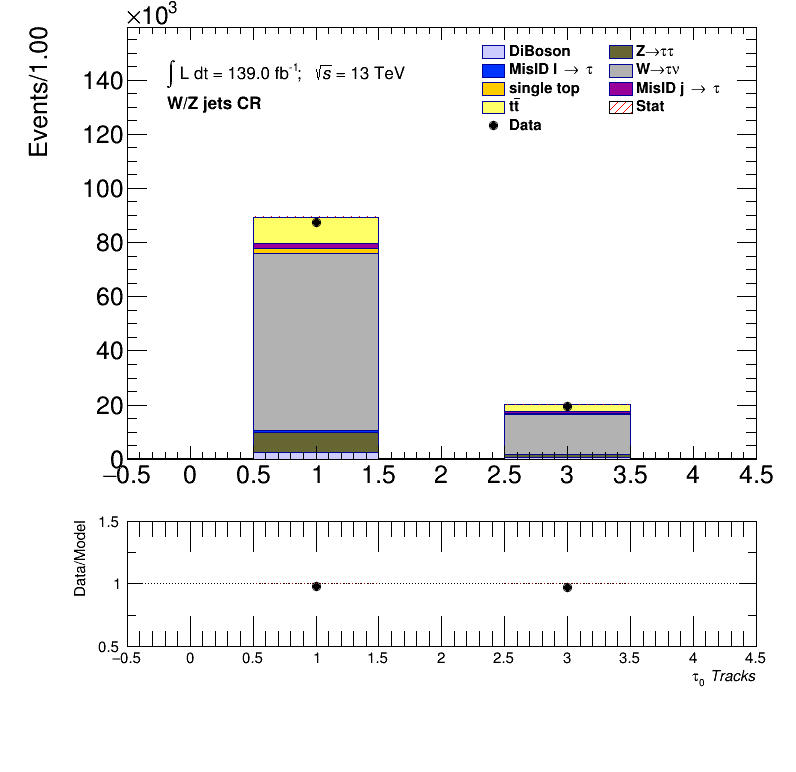 ×10³
Events/1.00
140
120
100
80
60
40
20
0
∫ L dt = 139.0 fb⁻¹; √s = 13 TeV
W/Z jets CR
DiBoson
MisID l → τ
single top
tt̄
Data
Z→ττ
W→τν
MisID j → τ
Stat
−0.5 0 0.5 1 1.5 2 2.5 3 3.5 4 4.5
Data/Model
1.5
1
0.5
−0.5 0 0.5 1 1.5 2 2.5 3 3.5 4 4.5
τ₀ Tracks